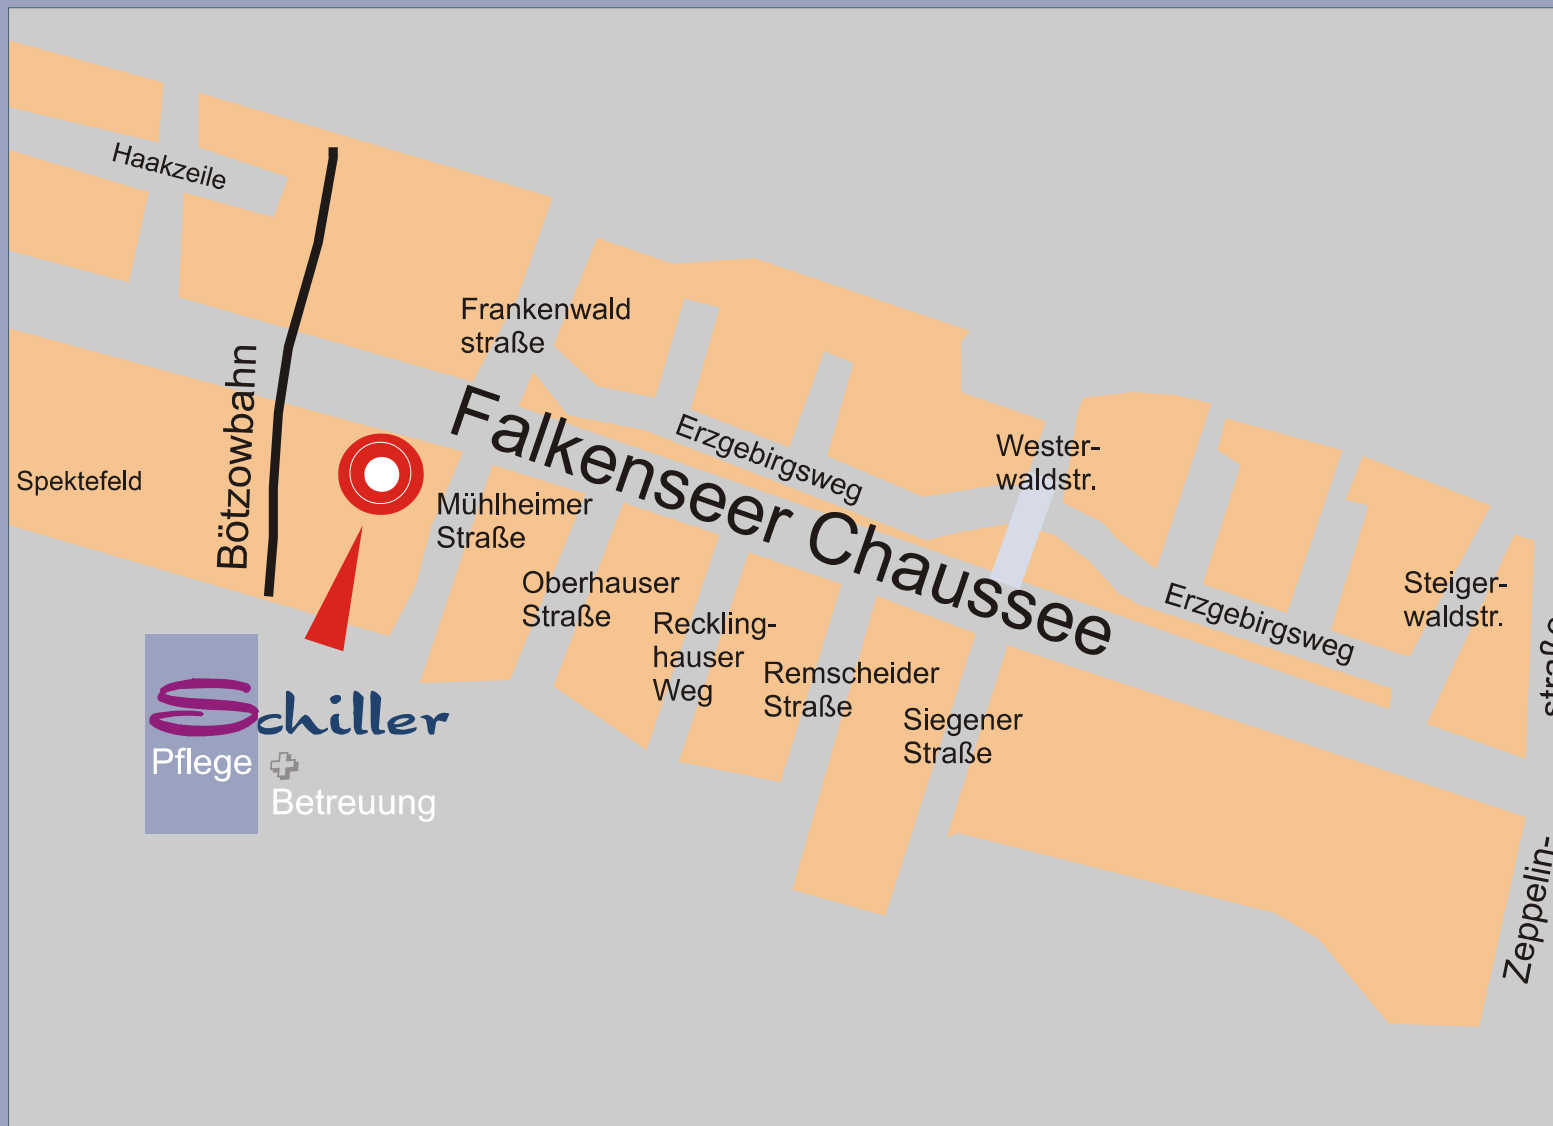 Haakzeile
Frankenwald
straße
Bötzowbahn
Spektefeld
Falkenseer Chaussee
Erzgebirgsweg
Wester-
waldstr.
Mühlheimer
Straße
Oberhauser
Straße
Reckling-
hauser
Weg
Remscheider
Straße
Siegener
Straße
Erzgebirgsweg
Steiger-
waldstr.
Zeppelin-
straße
Schiller
Pflege
Betreuung